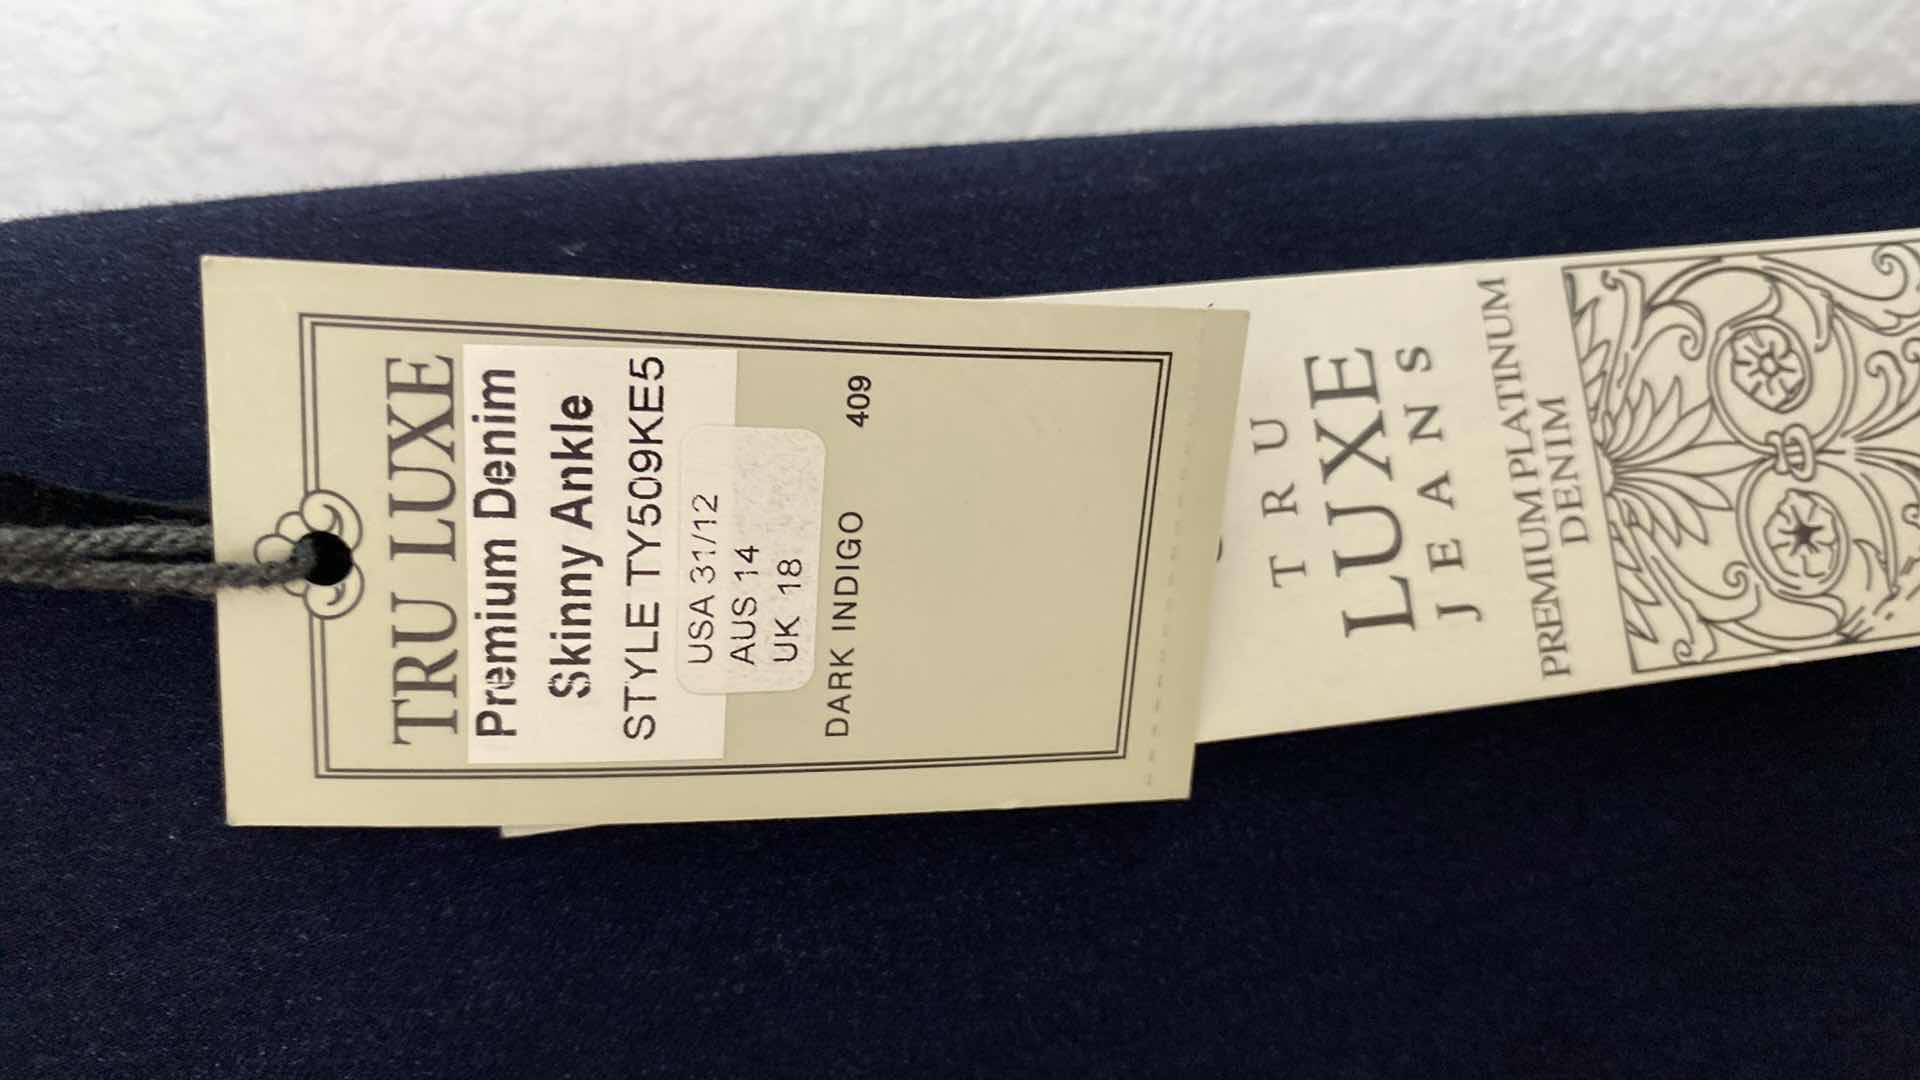 TRU LUXE
Premium Denim
Skinny Ankle
STYLE TY509KE5
USA 31/12
AUS 14
UK 18
DARK INDIGO 409
TRU
LUXE
JEANS
PREMIUM PLATINUM
DENIM